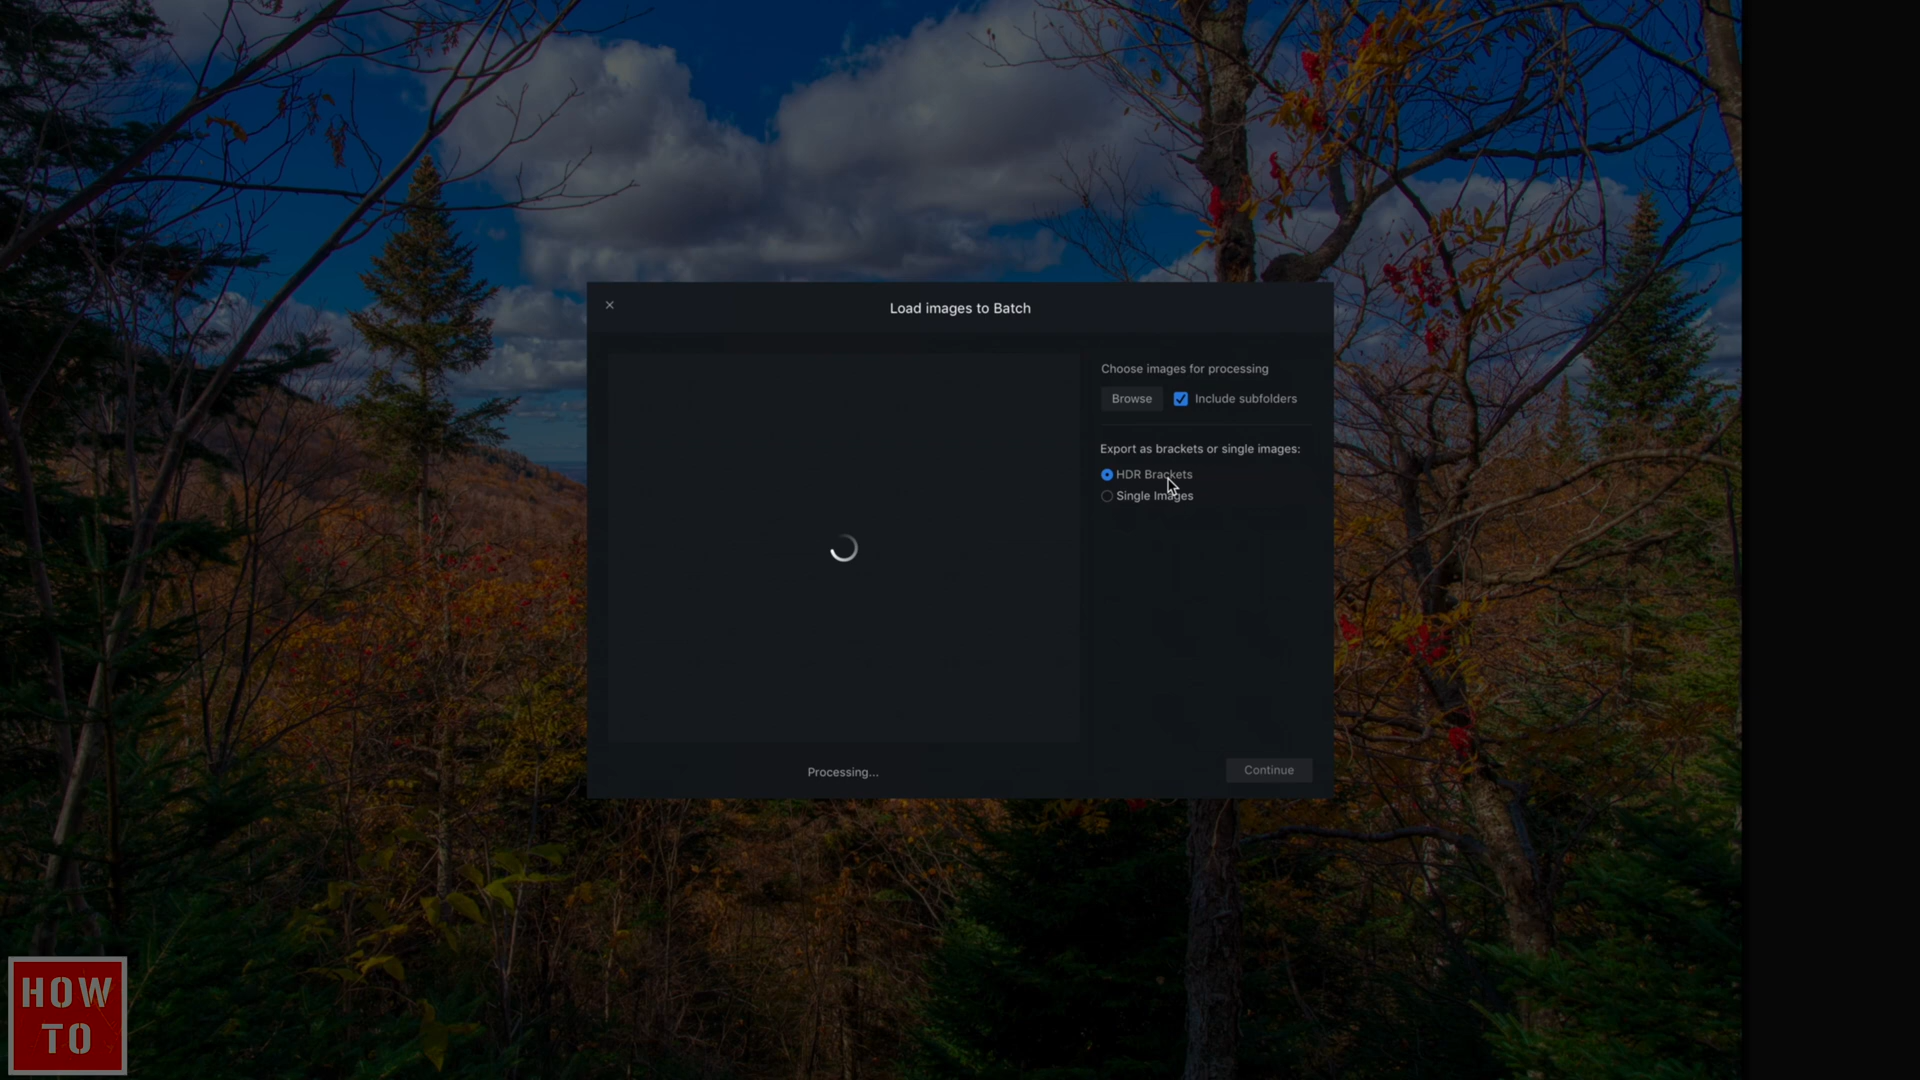 Load images to Batch
Choose images for processing
Browse
Include subfolders
Export as brackets or single images:
HDR Brackets
Single Images
Processing...
Continue
HOW
TO